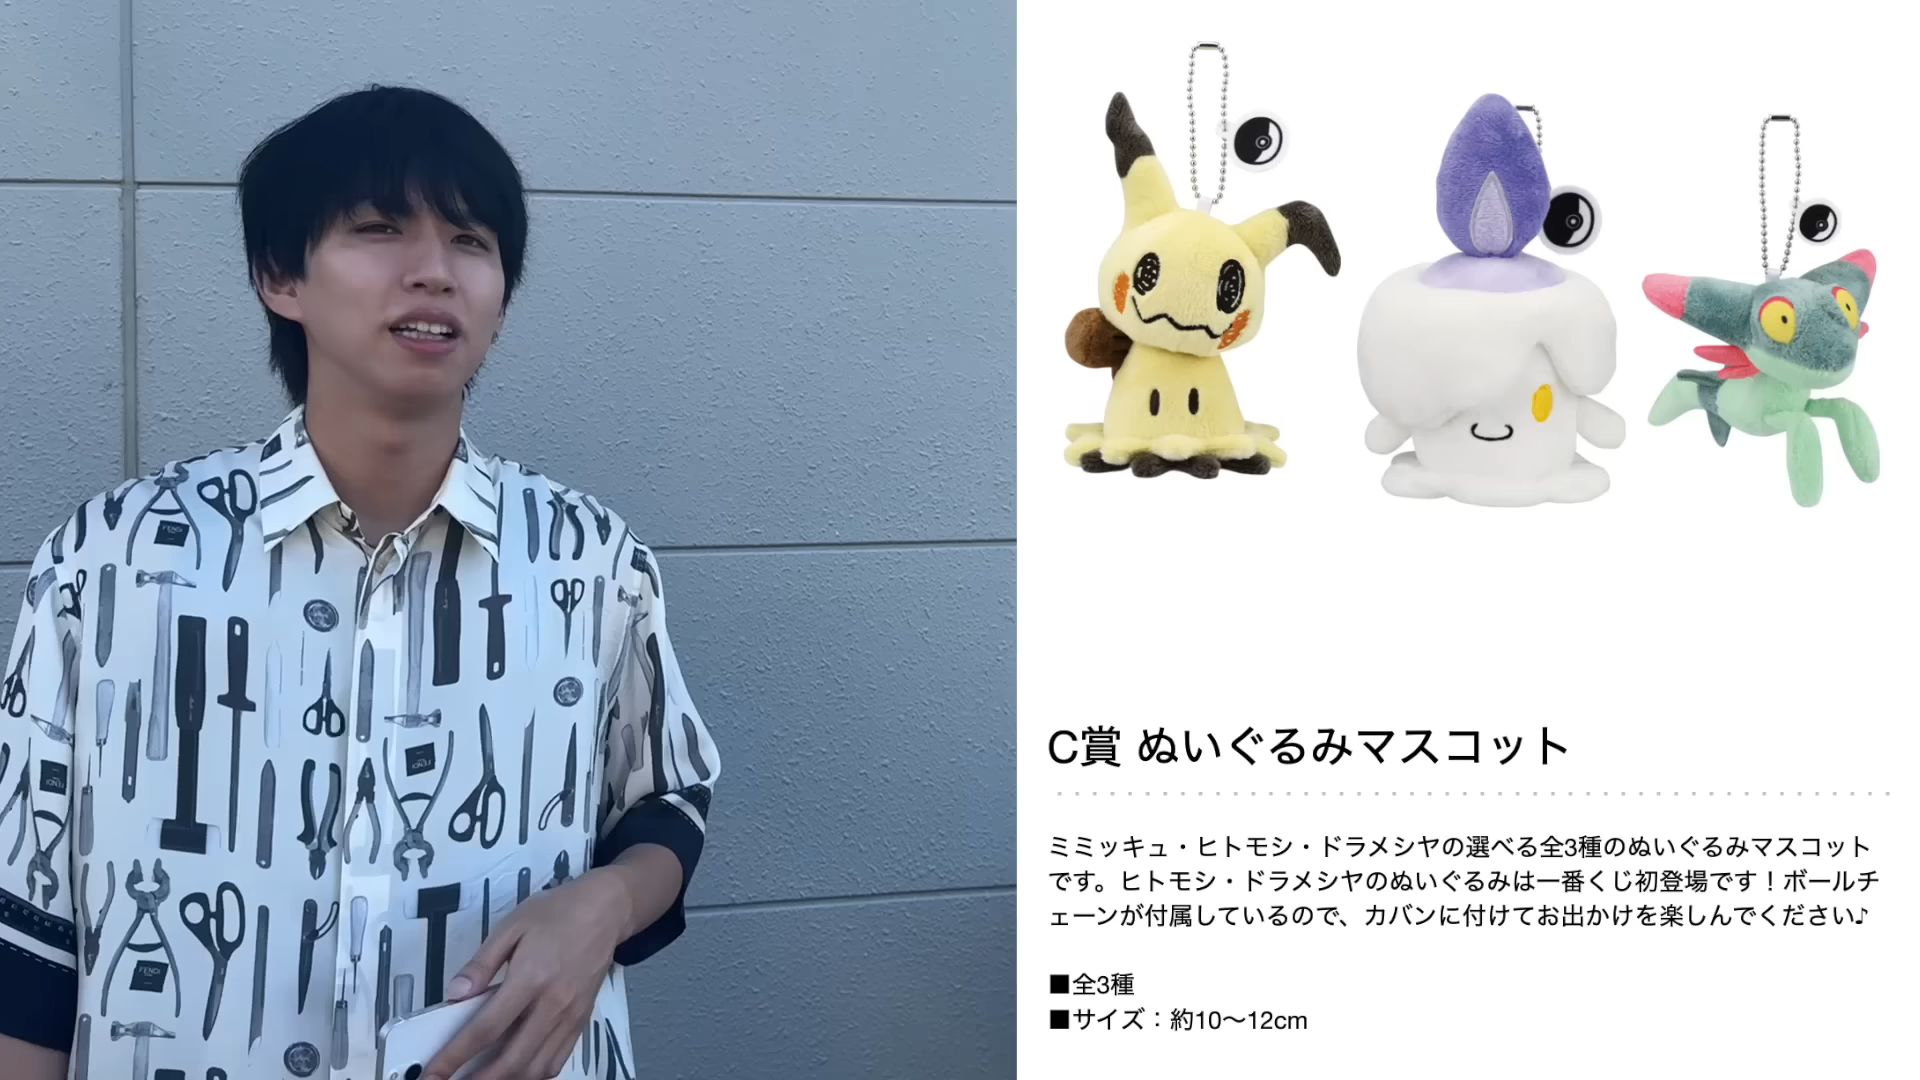 FENDI
FENDI
FENDI
FENDI
C賞 ぬいぐるみマスコット
ミミッキュ・ヒトモシ・ドラメシヤの選べる全3種のぬいぐるみマスコット
です。ヒトモシ・ドラメシヤのぬいぐるみは一番くじ初登場です！ボールチ
ェーンが付属しているので、カバンに付けてお出かけを楽しんでください♪
■全3種
■サイズ：約10〜12cm